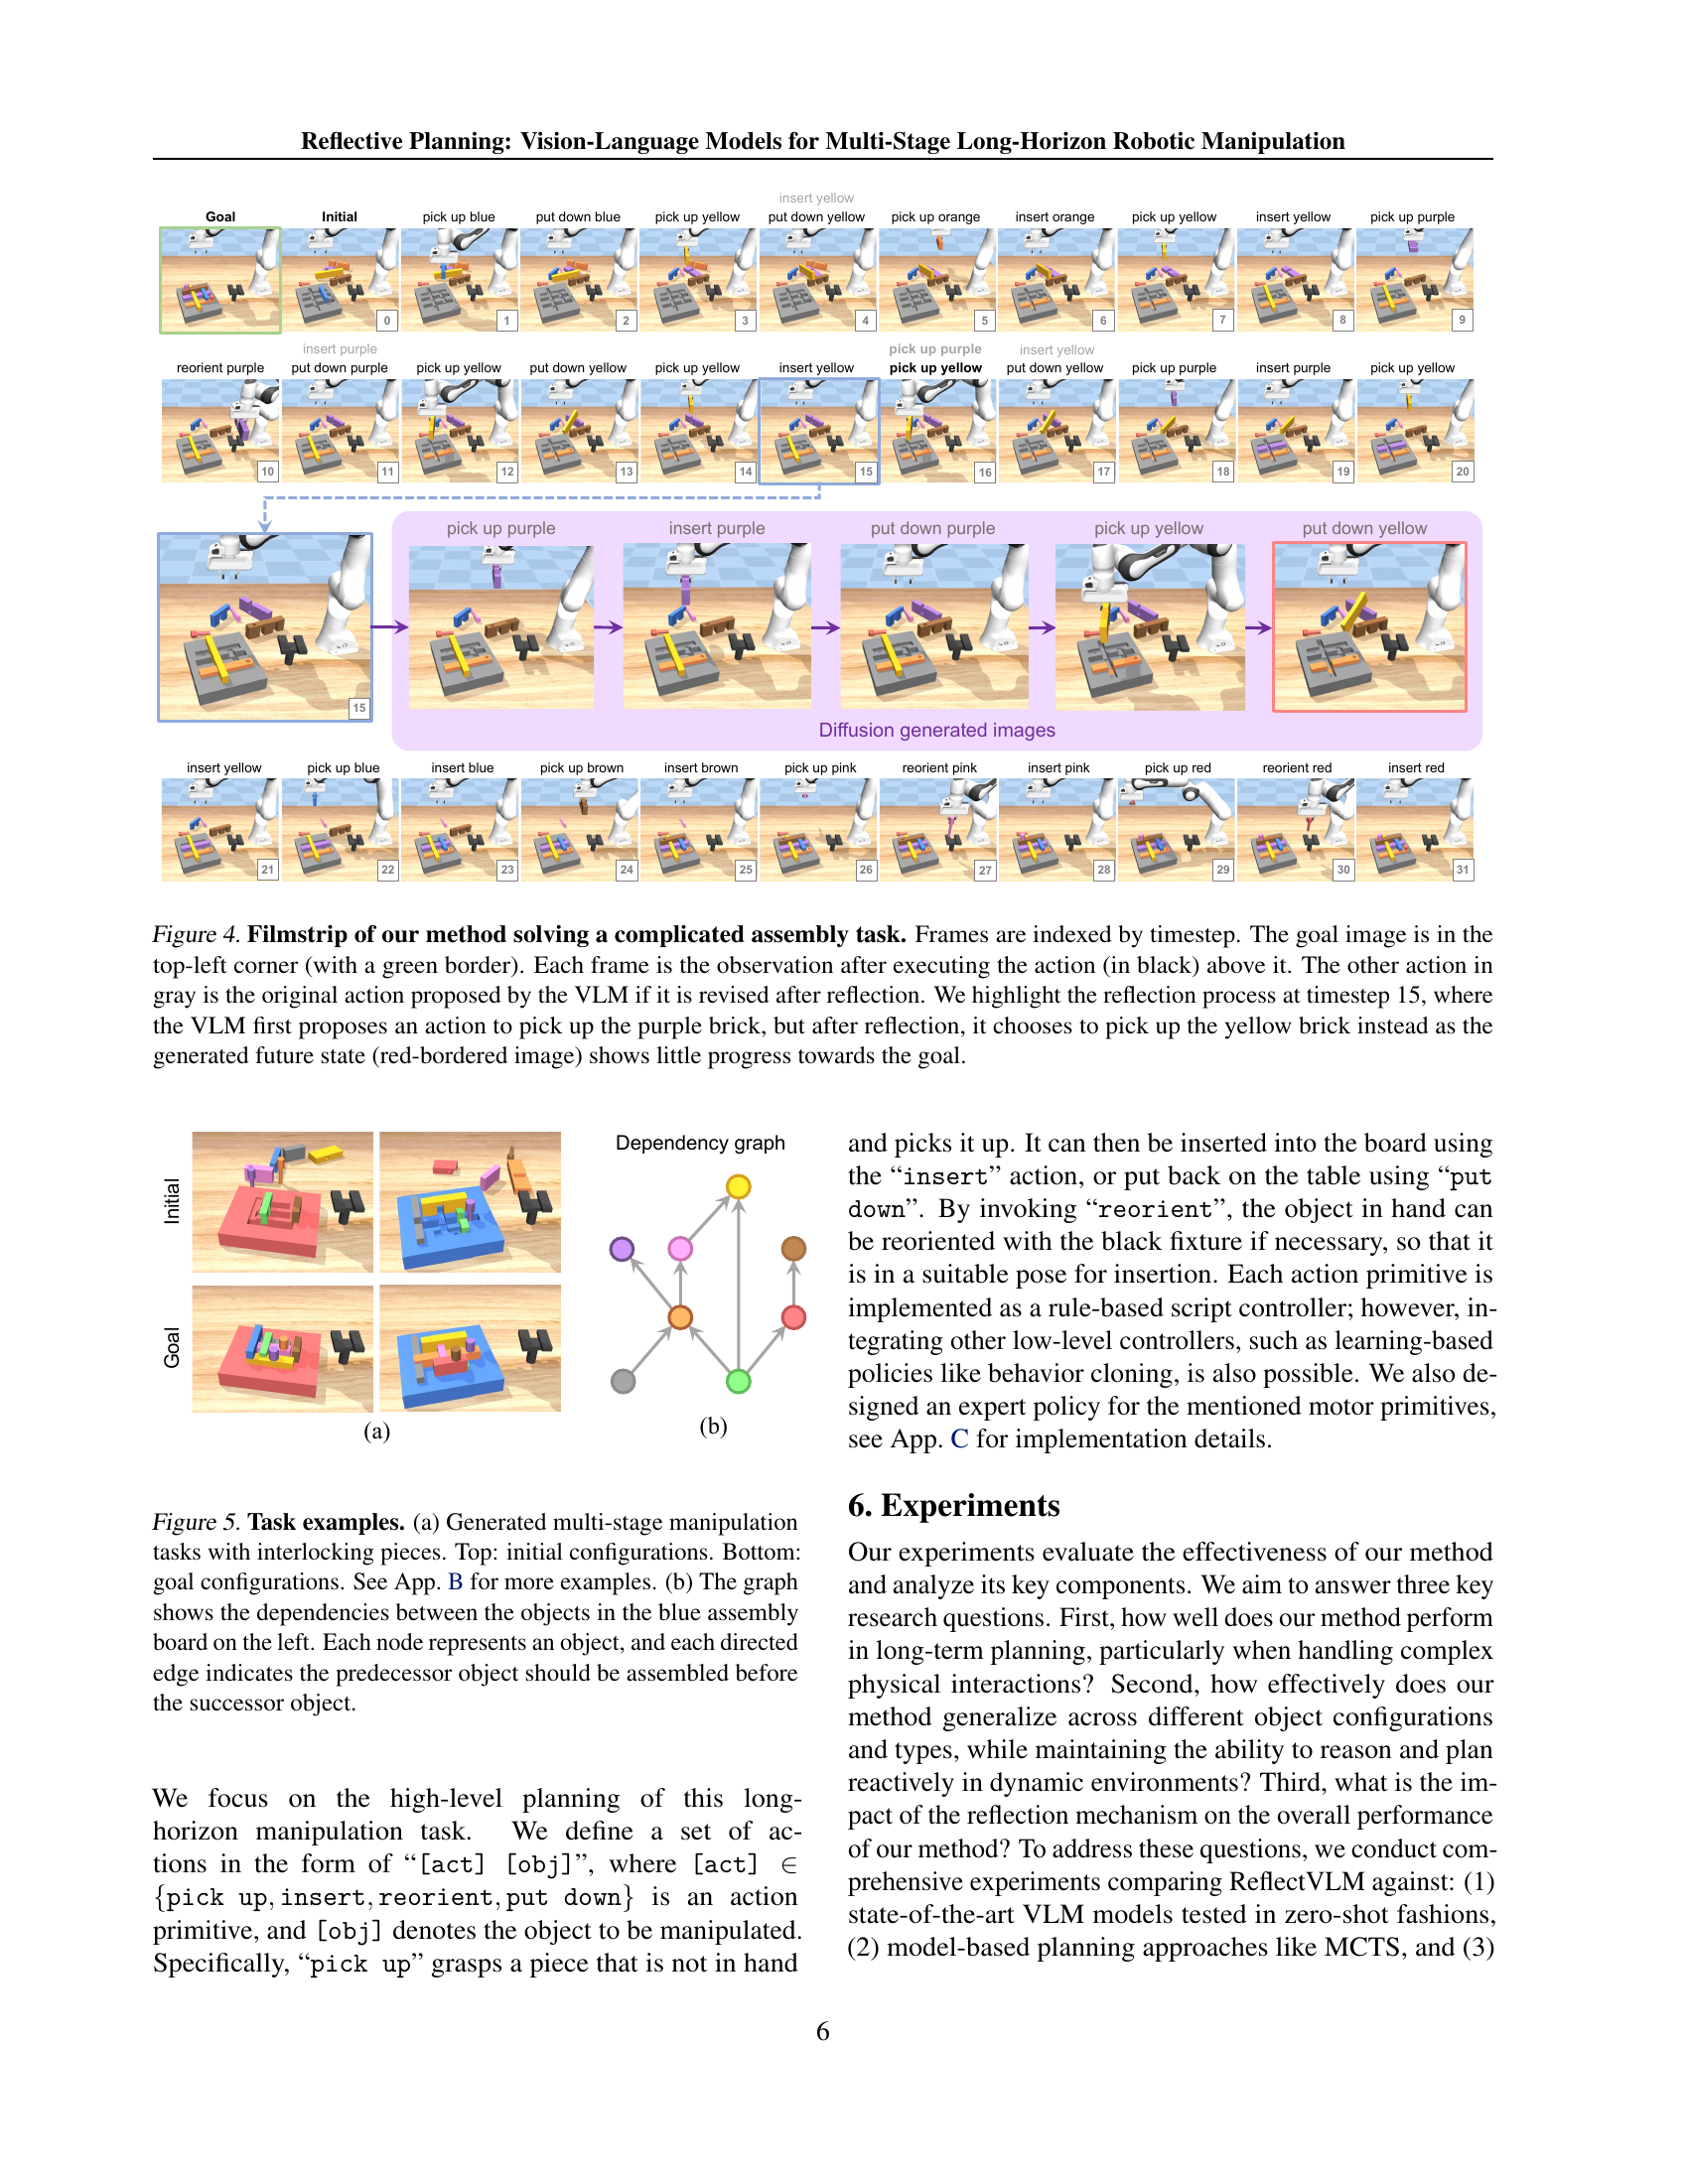 Reflective Planning: Vision-Language Models for Multi-Stage Long-Horizon Robotic Manipulation
insert yellow
Goal Initial pick up blue put down blue pick up yellow put down yellow pick up orange insert orange pick up yellow insert yellow pick up purple
0 1 2 3 4 5 6 7 8 9
insert purple pick up purple insert yellow
reorient purple put down purple pick up yellow put down yellow pick up yellow insert yellow pick up yellow put down yellow pick up purple insert purple pick up yellow
10 11 12 13 14 15 16 17 18 19 20
pick up purple insert purple put down purple pick up yellow put down yellow
15
Diffusion generated images
insert yellow pick up blue insert blue pick up brown insert brown pick up pink reorient pink insert pink pick up red reorient red insert red
21 22 23 24 25 26 27 28 29 30 31
Figure 4. Filmstrip of our method solving a complicated assembly task. Frames are indexed by timestep. The goal image is in the
top-left corner (with a green border). Each frame is the observation after executing the action (in black) above it. The other action in
gray is the original action proposed by the VLM if it is revised after reflection. We highlight the reflection process at timestep 15, where
the VLM first proposes an action to pick up the purple brick, but after reflection, it chooses to pick up the yellow brick instead as the
generated future state (red-bordered image) shows little progress towards the goal.
Initial
Goal
(a)
Dependency graph
(b)
Figure 5. Task examples. (a) Generated multi-stage manipulation
tasks with interlocking pieces. Top: initial configurations. Bottom:
goal configurations. See App. B for more examples. (b) The graph
shows the dependencies between the objects in the blue assembly
board on the left. Each node represents an object, and each directed
edge indicates the predecessor object should be assembled before
the successor object.
We focus on the high-level planning of this long-
horizon manipulation task. We define a set of ac-
tions in the form of “[act] [obj]”, where [act] ∈
{pick up, insert, reorient, put down} is an action
primitive, and [obj] denotes the object to be manipulated.
Specifically, “pick up” grasps a piece that is not in hand
and picks it up. It can then be inserted into the board using
the “insert” action, or put back on the table using “put
down”. By invoking “reorient”, the object in hand can
be reoriented with the black fixture if necessary, so that it
is in a suitable pose for insertion. Each action primitive is
implemented as a rule-based script controller; however, in-
tegrating other low-level controllers, such as learning-based
policies like behavior cloning, is also possible. We also de-
signed an expert policy for the mentioned motor primitives,
see App. C for implementation details.
6. Experiments
Our experiments evaluate the effectiveness of our method
and analyze its key components. We aim to answer three key
research questions. First, how well does our method perform
in long-term planning, particularly when handling complex
physical interactions? Second, how effectively does our
method generalize across different object configurations
and types, while maintaining the ability to reason and plan
reactively in dynamic environments? Third, what is the im-
pact of the reflection mechanism on the overall performance
of our method? To address these questions, we conduct com-
prehensive experiments comparing ReflectVLM against: (1)
state-of-the-art VLM models tested in zero-shot fashions,
(2) model-based planning approaches like MCTS, and (3)
6